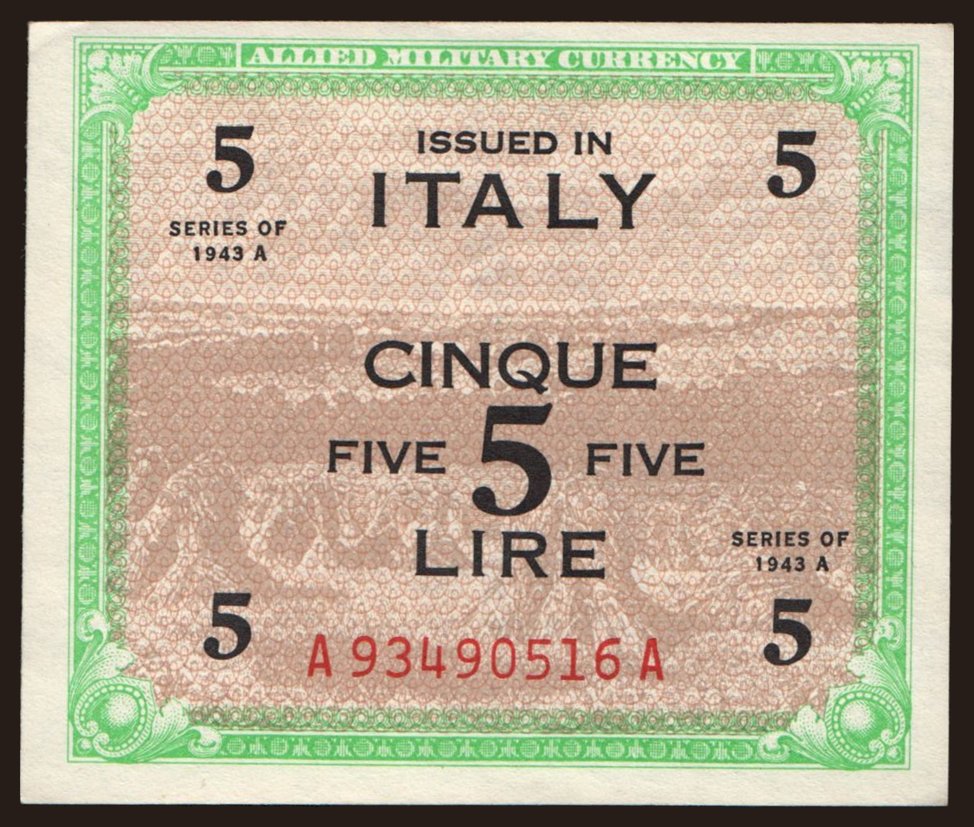 ALLIED MILITARY CURRENCY
5 ISSUED IN 5
ITALY
SERIES OF
1943 A
CINQUE
FIVE 5 FIVE
LIRE
SERIES OF
1943 A
5 5
A93490516A